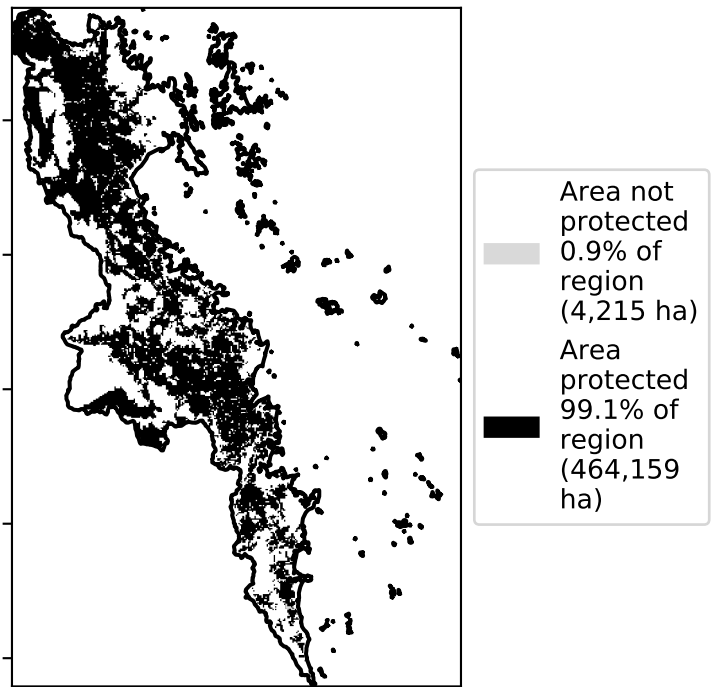 Area not
protected
0.9% of
region
(4,215 ha)
Area
protected
99.1% of
region
(464,159
ha)